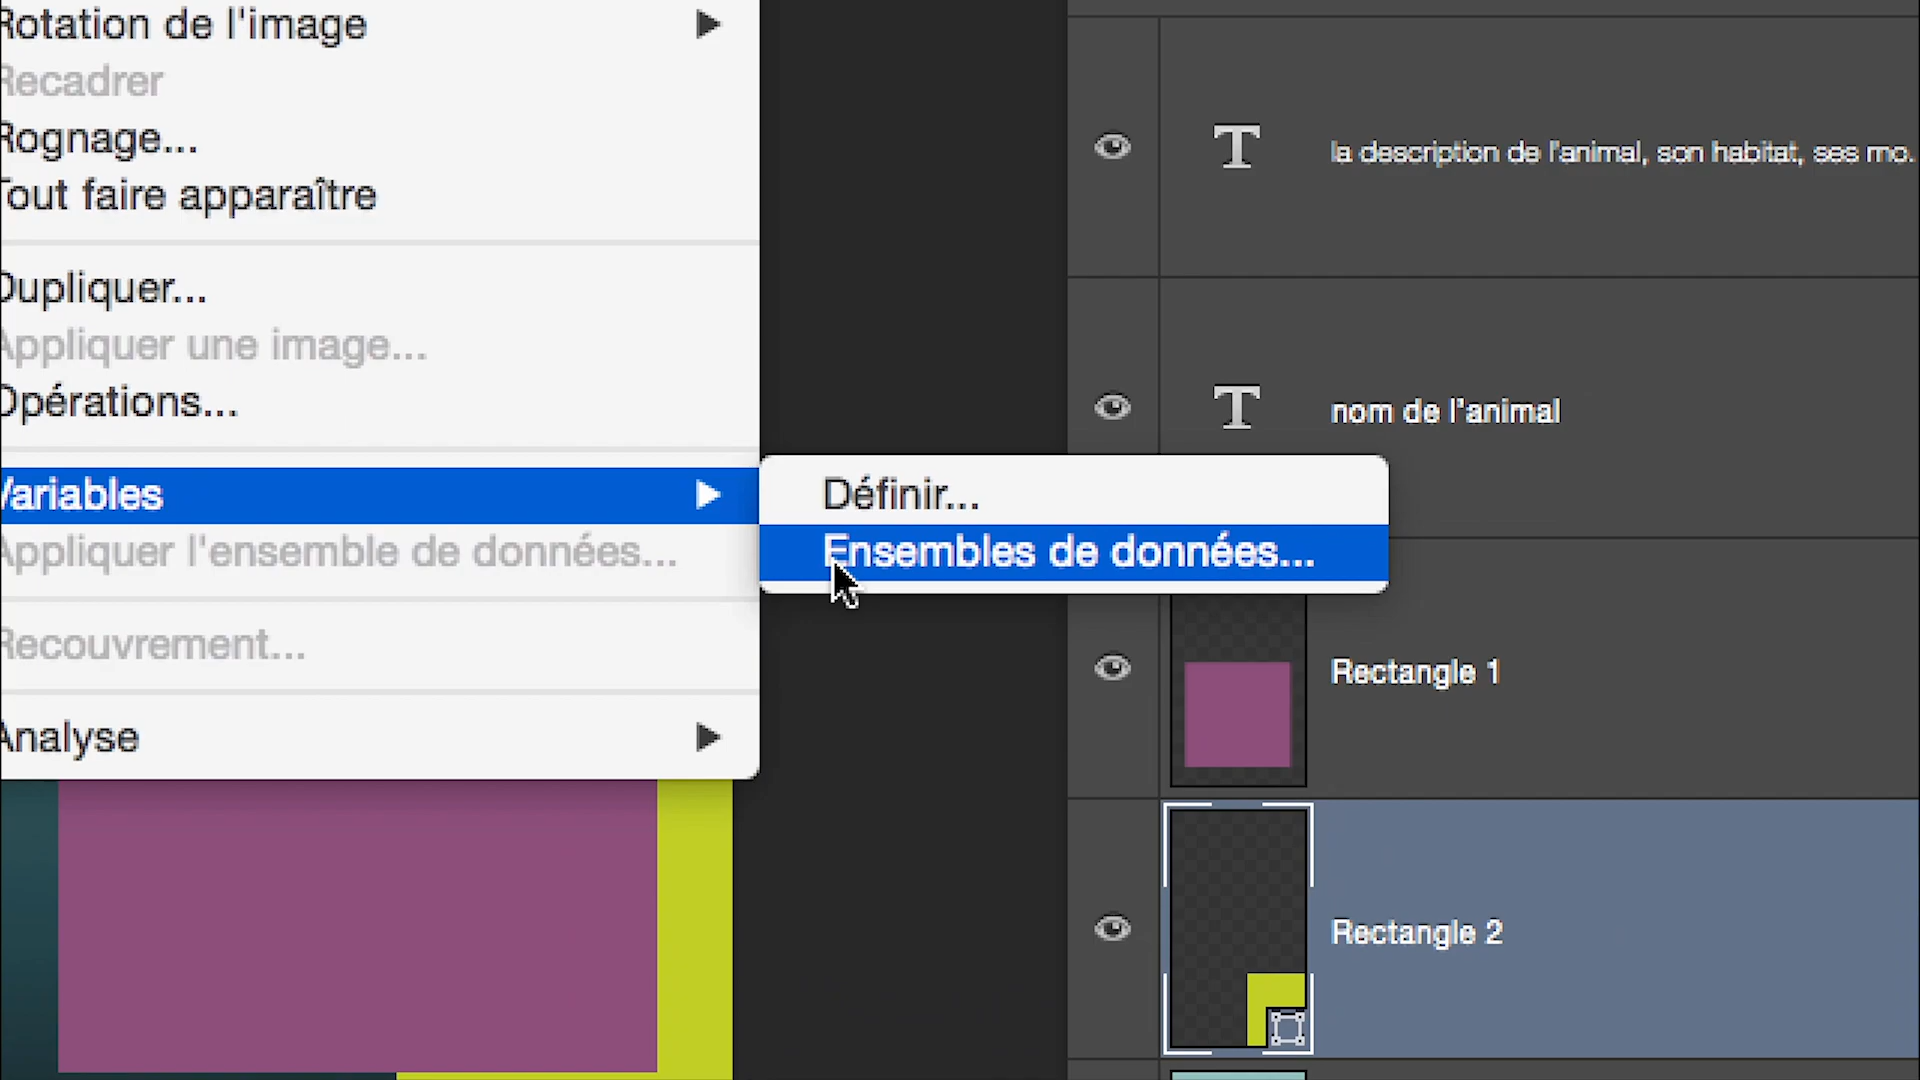 Rotation de l'image
Recadrer
Rognage...
Tout faire apparaître
Dupliquer...
Appliquer une image...
Opérations...
Variables
Appliquer l'ensemble de données...
Recouvrement...
Analyse
Définir...
Ensembles de données...
la description de l'animal, son habitat, ses mo.
nom de l'animal
Rectangle 1
Rectangle 2